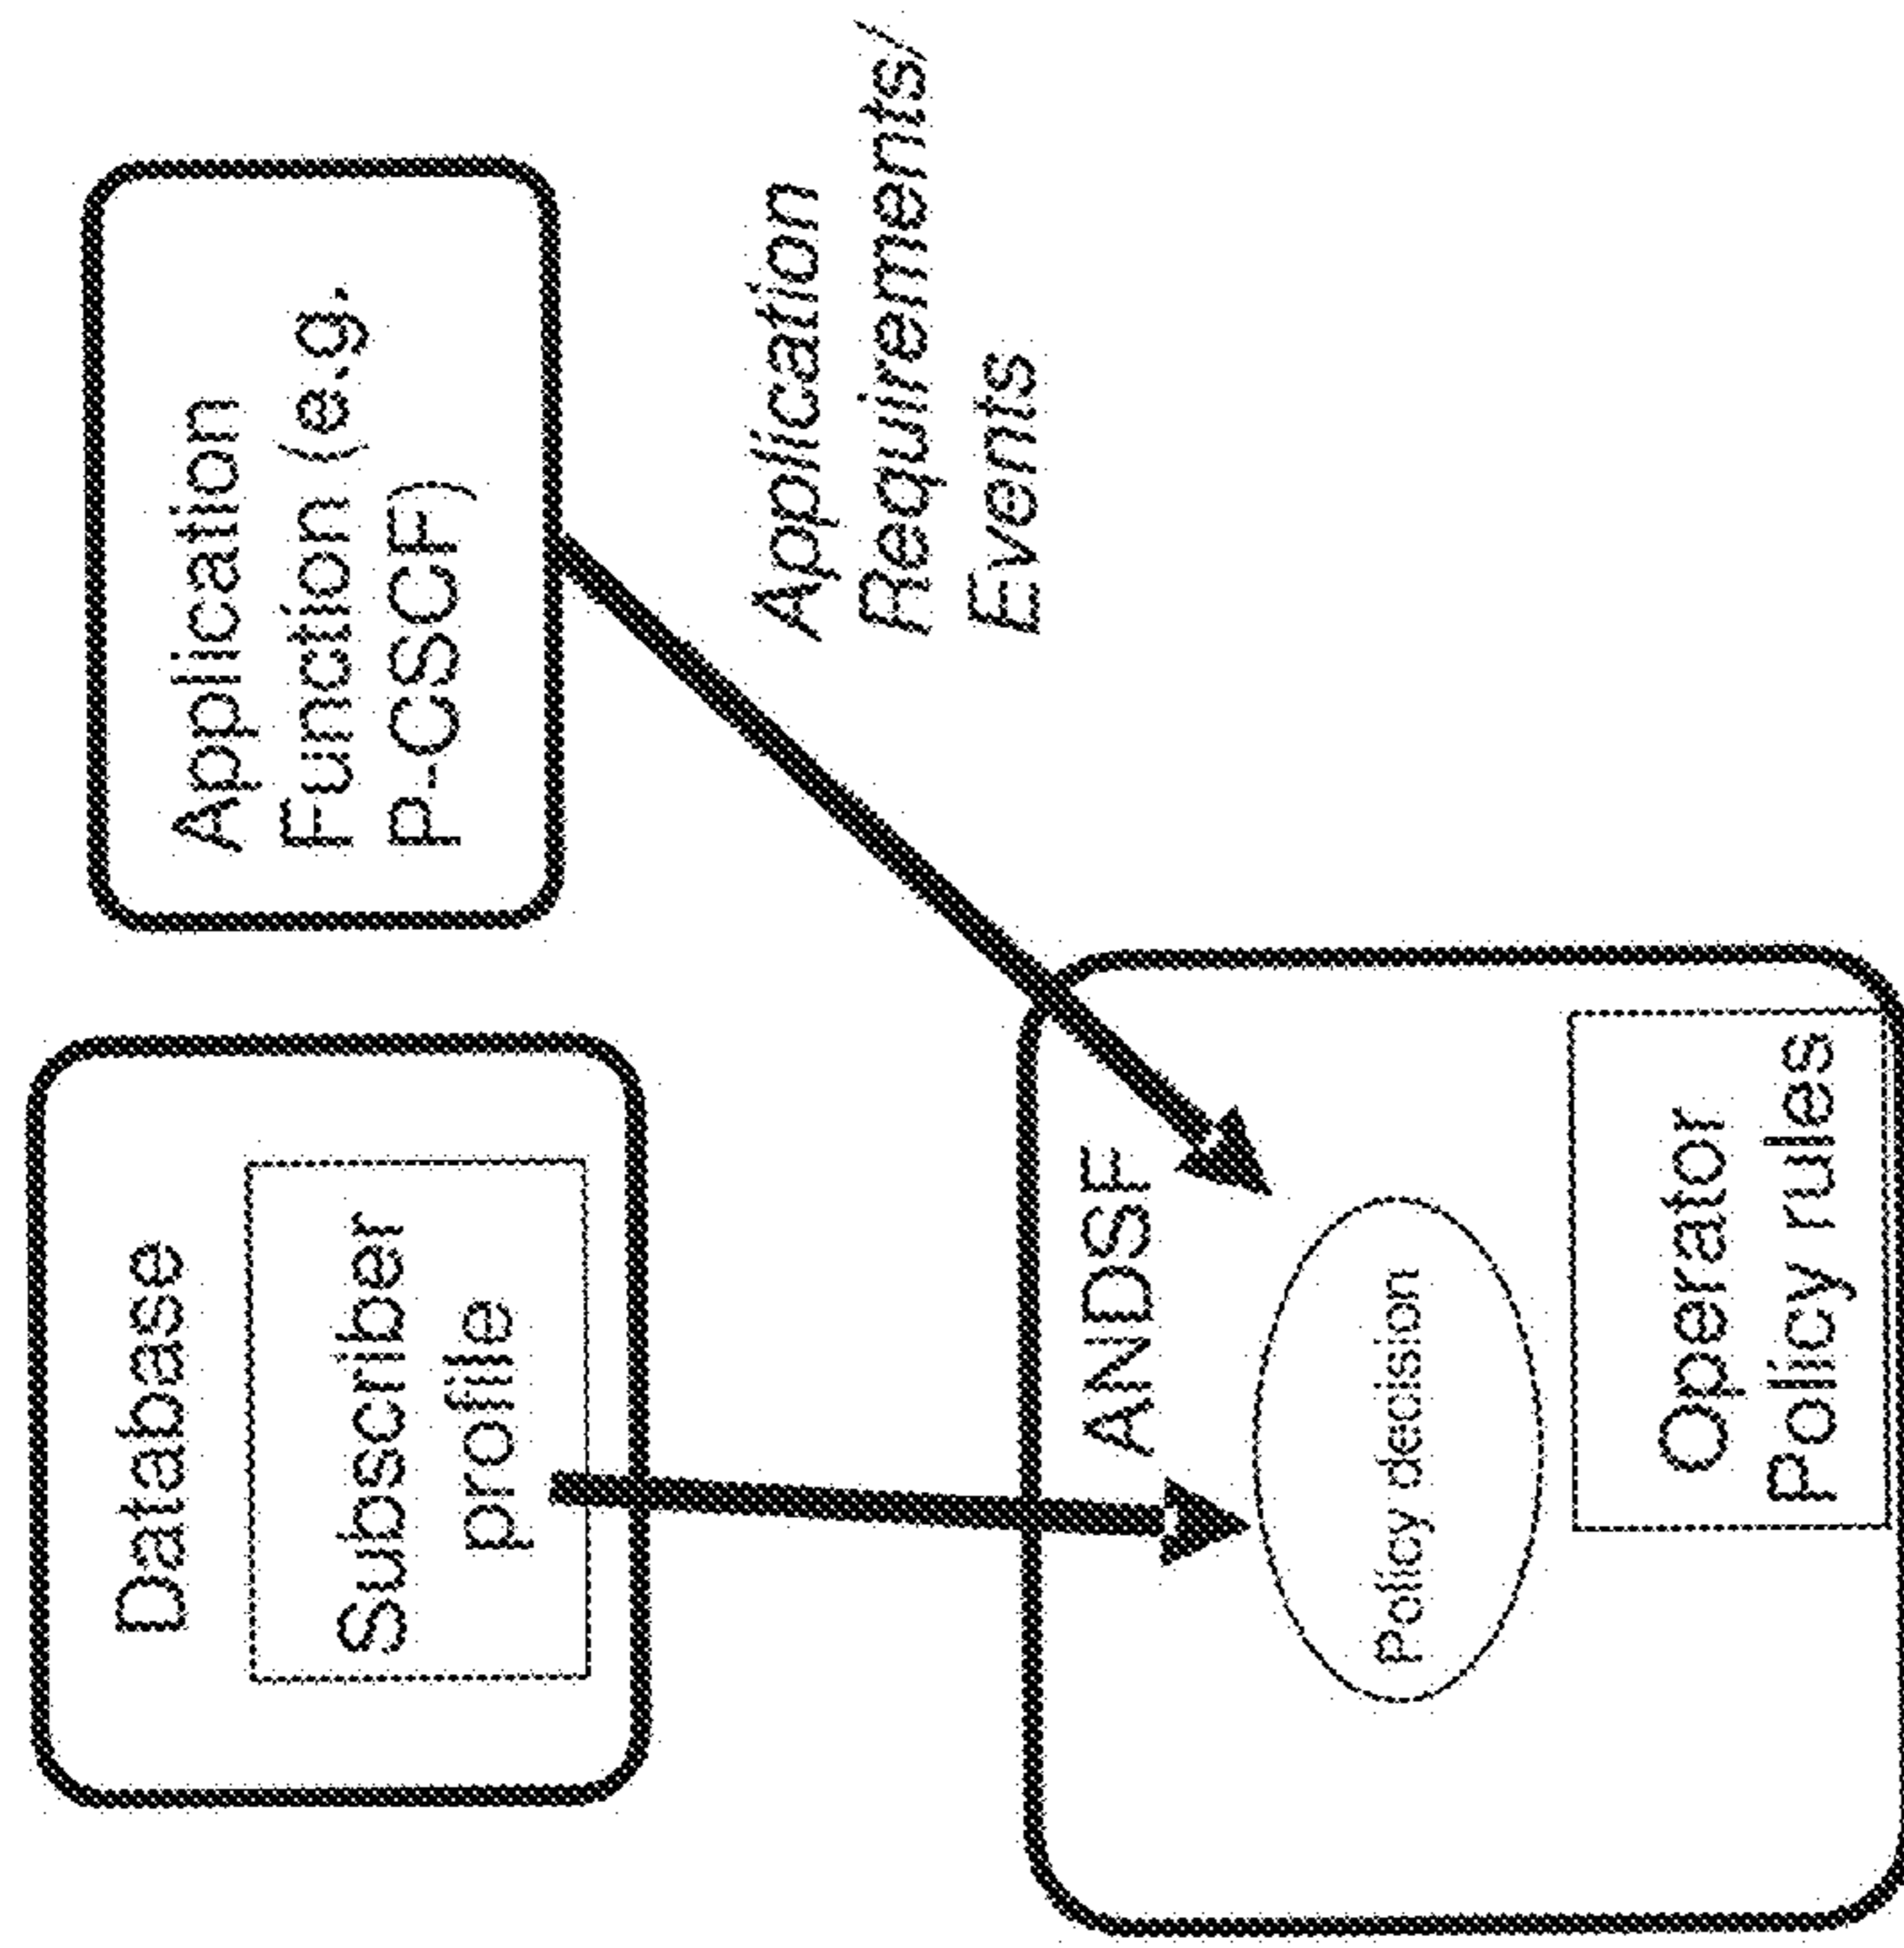 Database
Subscriber
profile
Application
Function (e.g.
P-CSCF)
Application
Requirements/
Events
ANDSF
Policy decision
Operator
Policy rules